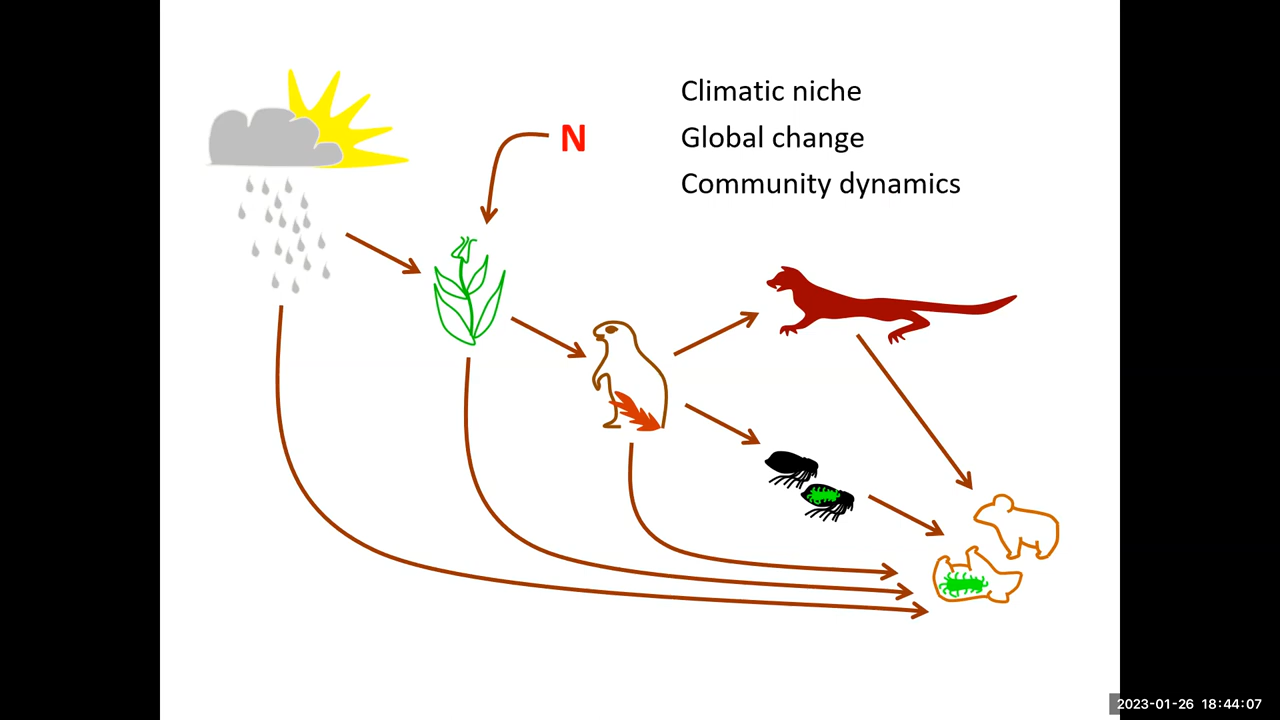 Climatic niche
Global change
Community dynamics
N
2023-01-26 18:44:07